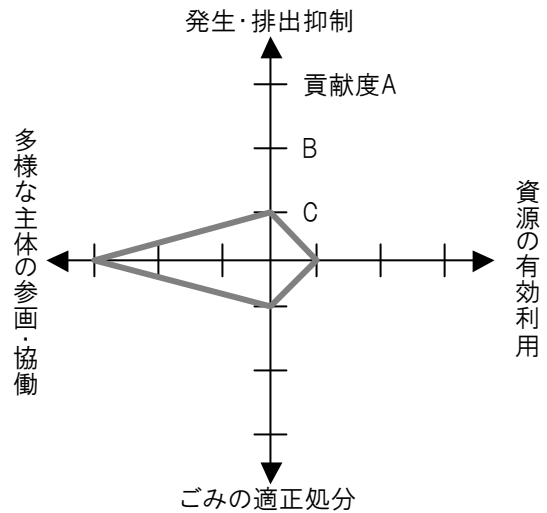 発生・排出抑制
貢献度A
B
C
多様な主体の参画・協働
資源の有効利用
ごみの適正処分